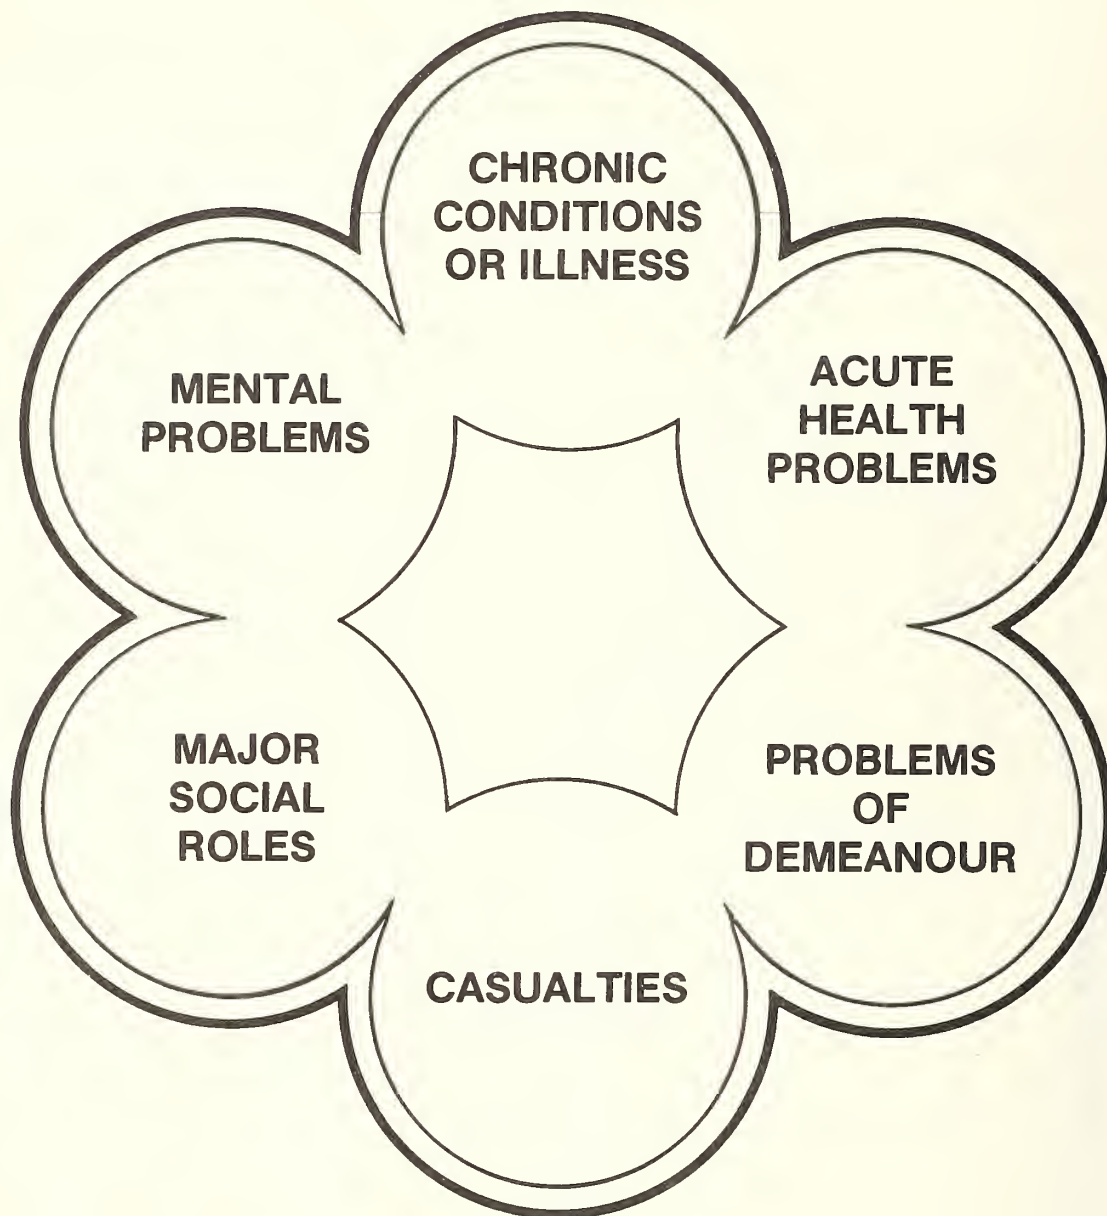 CHRONIC
CONDITIONS
OR ILLNESS
MENTAL
PROBLEMS
ACUTE
HEALTH
PROBLEMS
MAJOR
SOCIAL
ROLES
PROBLEMS
OF
DEMEANOUR
CASUALTIES